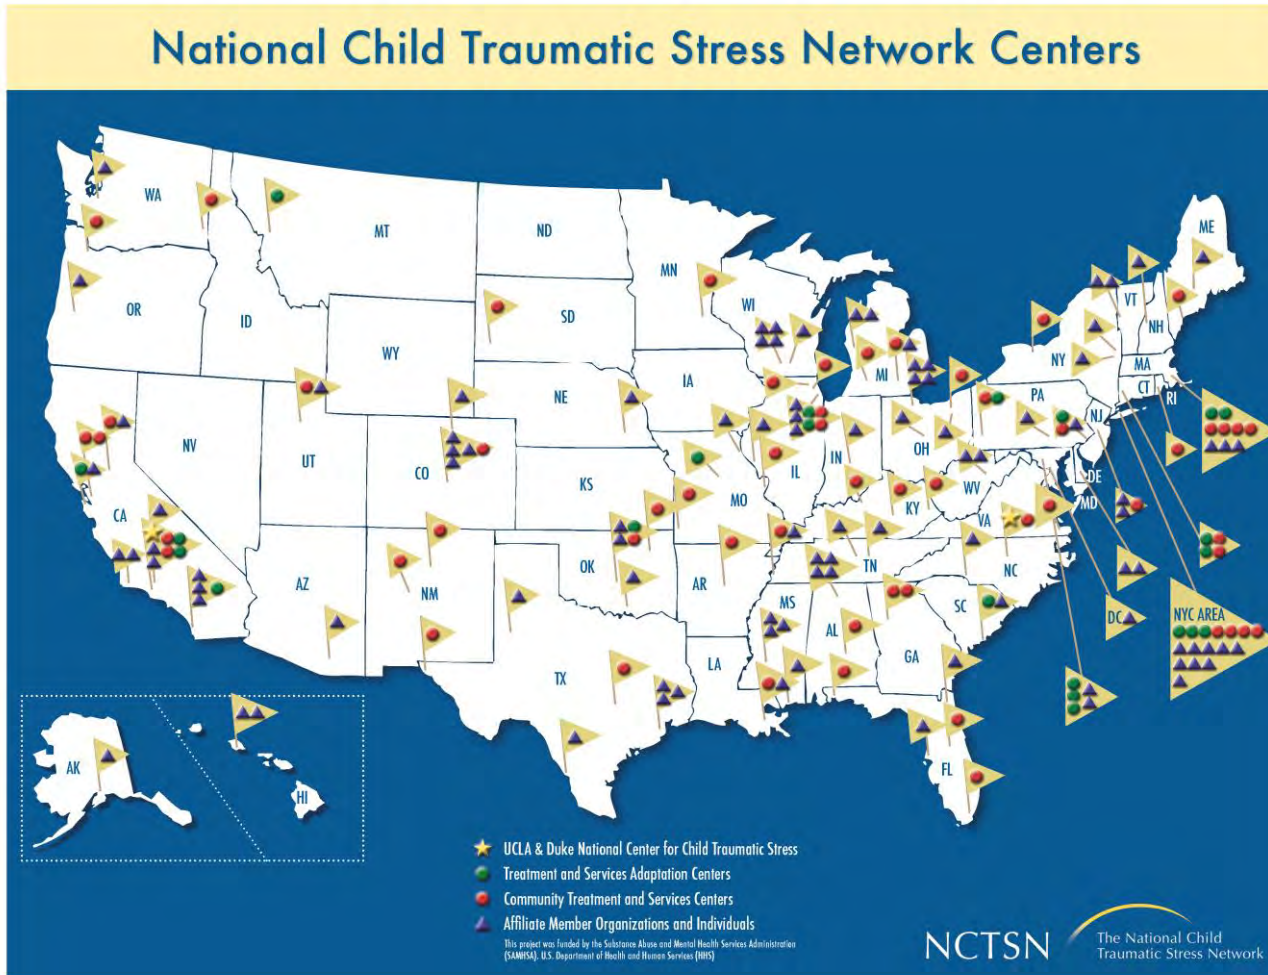 National Child Traumatic Stress Network Centers
WA
MT
ND
MN
ME
OR
ID
SD
WI
VT
NH
WY
NY
MA
MI
CT
RI
IA
NE
PA
NJ
NV
UT
CO
IL
IN
OH
KS
MO
WV
DE
MD
KY
VA
CA
AZ
NM
OK
AR
TN
NC
MS
AL
SC
DC
NYC AREA
GA
TX
LA
FL
AK
HI
UCLA & Duke National Center for Child Traumatic Stress
Treatment and Services Adaptation Centers
Community Treatment and Services Centers
Affiliate Member Organizations and Individuals
This project was funded by the Substance Abuse and Mental Health Services Administration
(SAMHSA). U.S. Department of Health and Human Services (HHS)
NCTSN
The National Child
Traumatic Stress Network